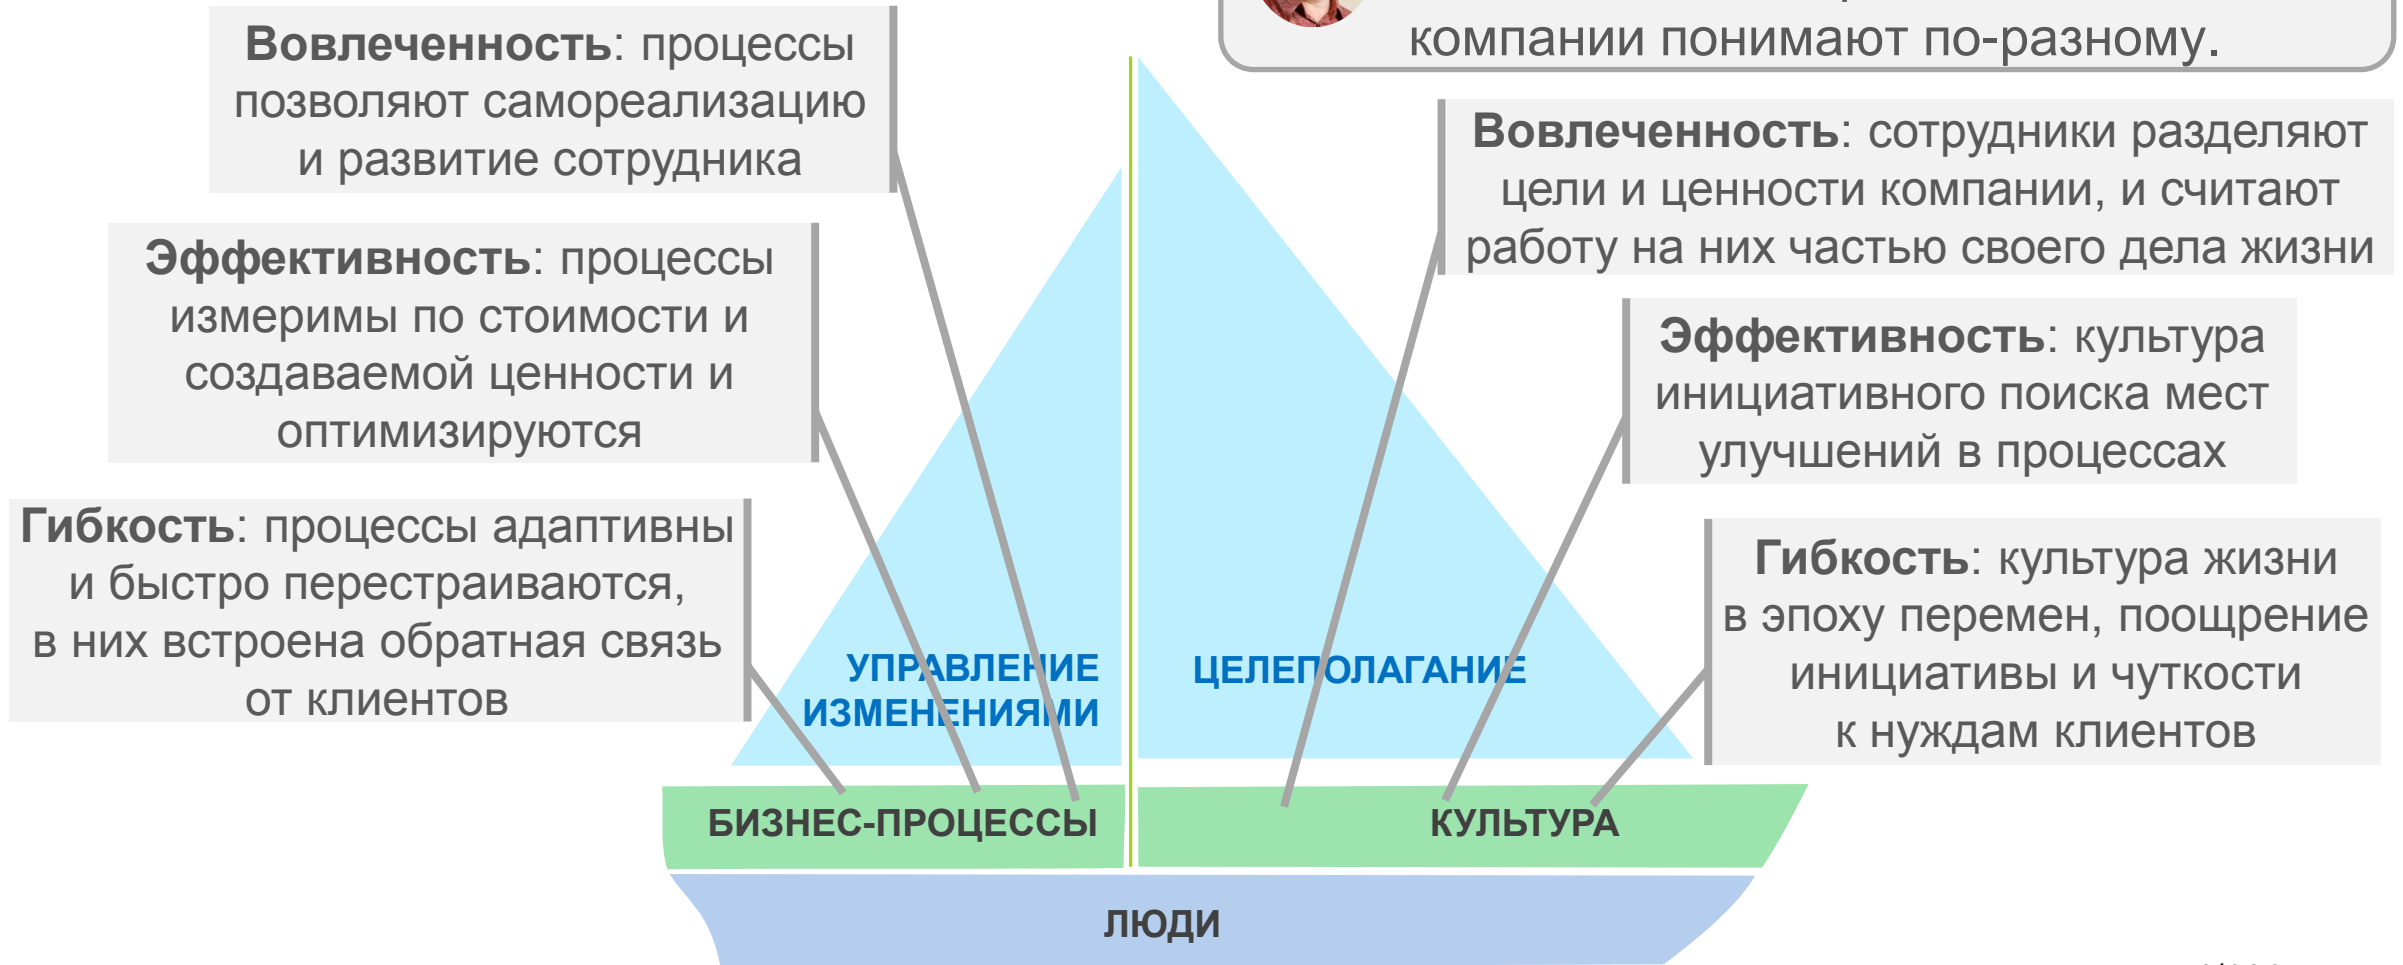 компании понимают по-разному.
Вовлеченность: процессы
позволяют самореализацию
и развитие сотрудника
Эффективность: процессы
измеримы по стоимости и
создаваемой ценности и
оптимизируются
Гибкость: процессы адаптивны
и быстро перестраиваются,
в них встроена обратная связь
от клиентов
Вовлеченность: сотрудники разделяют
цели и ценности компании, и считают
работу на них частью своего дела жизни
Эффективность: культура
инициативного поиска мест
улучшений в процессах
Гибкость: культура жизни
в эпоху перемен, поощрение
инициативы и чуткости
к нуждам клиентов
УПРАВЛЕНИЕ
ИЗМЕНЕНИЯМИ
ЦЕЛЕПОЛАГАНИЕ
БИЗНЕС-ПРОЦЕССЫ
КУЛЬТУРА
ЛЮДИ